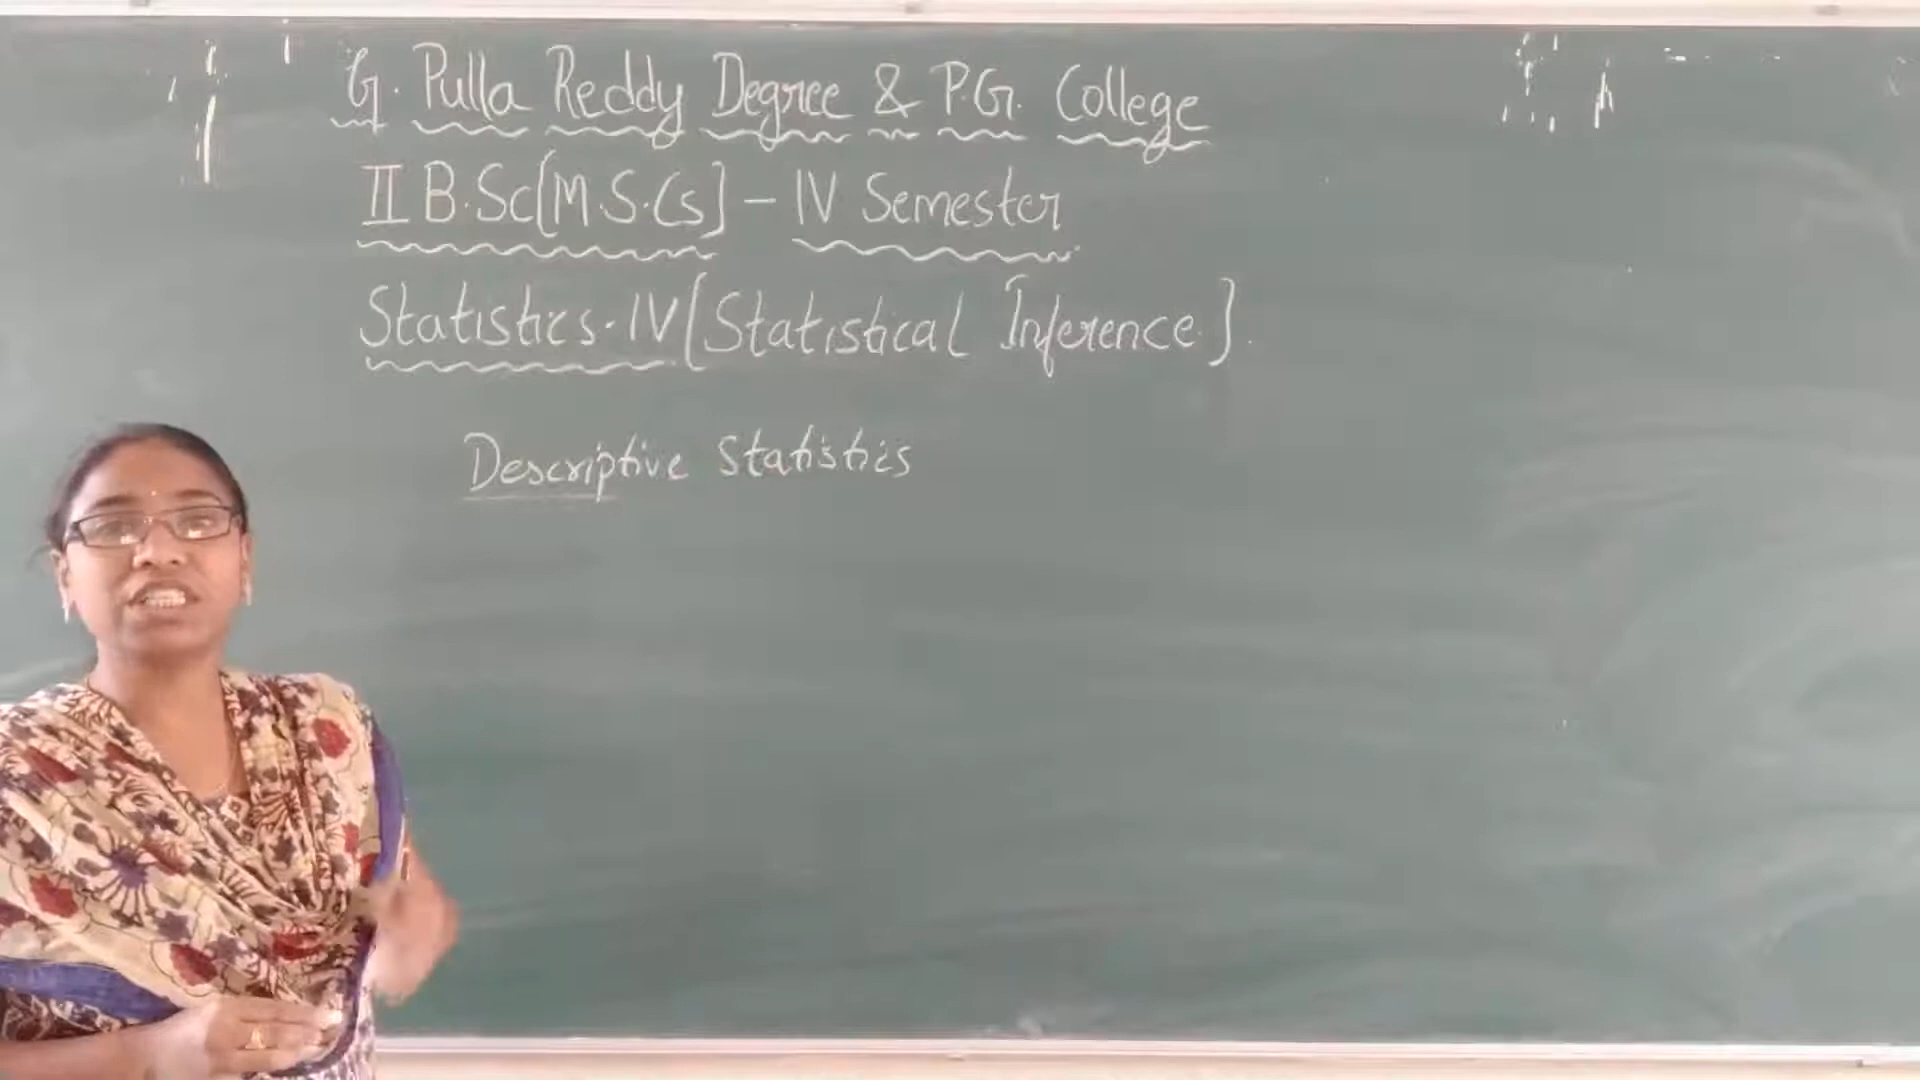 G. Pulla Reddy Degree & P.G. College
II B.Sc[M.S.Cs] - IV Semester
Statistics-IV [Statistical Inference].
Descriptive Statistics